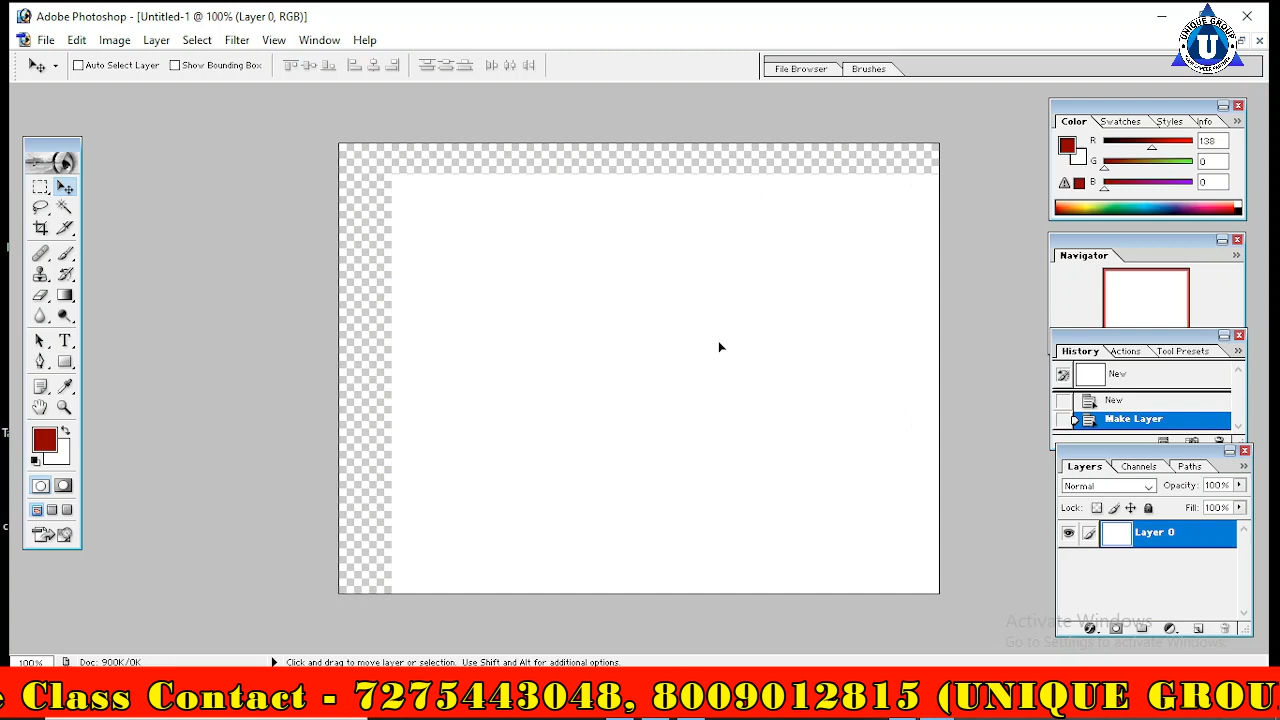 Adobe Photoshop - [Untitled-1 @ 100% (Layer 0, RGB)]
File Edit Image Layer Select Filter View Window Help
Auto Select Layer Show Bounding Box File Browser Brushes
UNIQUE GROUP
U
Color Swatches Styles Info
R 138
G 0
B 0
Navigator
History Actions Tool Presets
New
New
Make Layer
Layers Channels Paths
Normal Opacity: 100%
Lock: Fill: 100%
Layer 0
T
Activate Windows
Go to Settings to activate Windows.
100% Doc: 900K/0K Click and drag to move layer or selection. Use Shift and Alt for additional options.
e Class Contact - 7275443048, 8009012815 (UNIQUE GROU